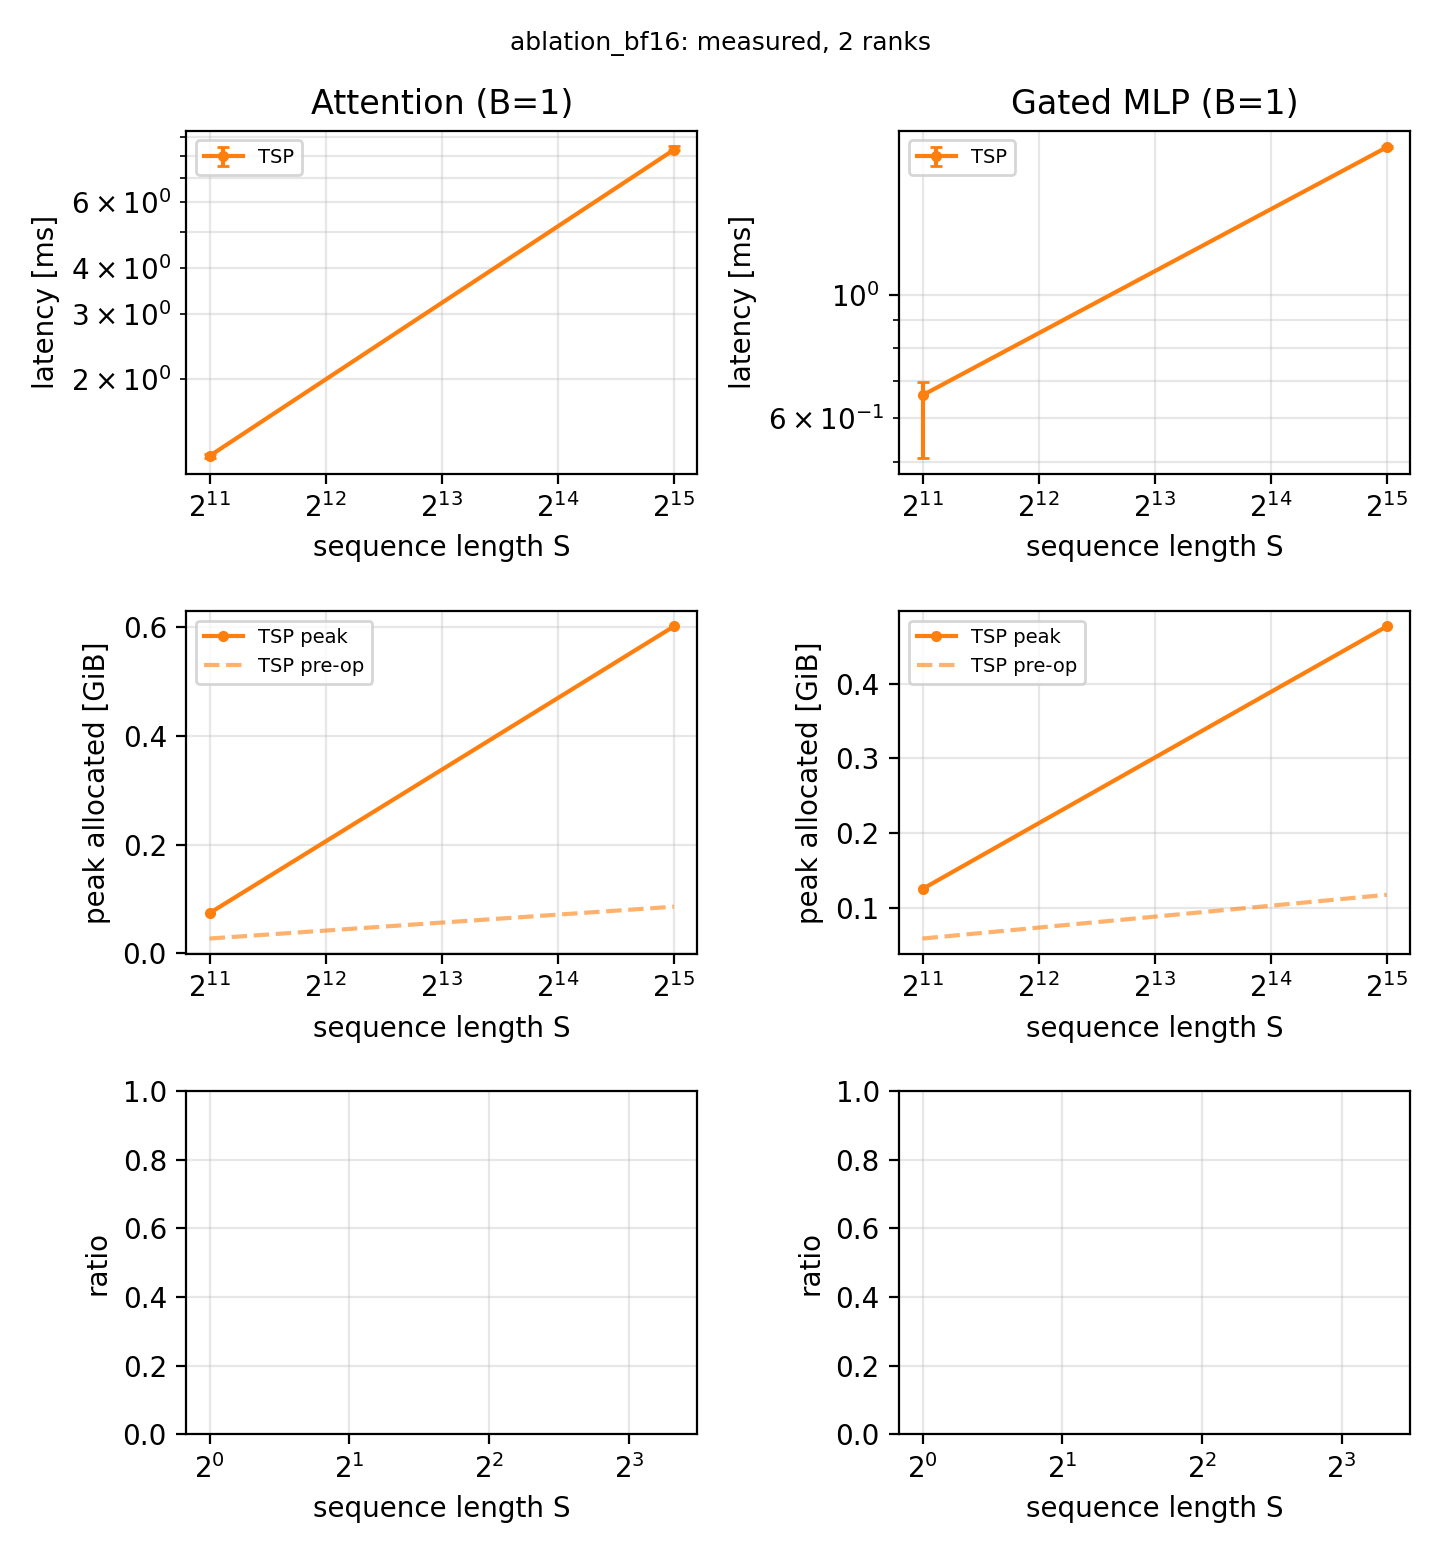 ablation_bf16: measured, 2 ranks
Attention (B=1)
TSP
6 × 10⁰
4 × 10⁰
3 × 10⁰
2 × 10⁰
latency [ms]
2¹¹ 2¹² 2¹³ 2¹⁴ 2¹⁵
sequence length S
Gated MLP (B=1)
TSP
10⁰
6 × 10⁻¹
latency [ms]
2¹¹ 2¹² 2¹³ 2¹⁴ 2¹⁵
sequence length S
TSP peak
TSP pre-op
0.6
0.4
0.2
0.0
peak allocated [GiB]
2¹¹ 2¹² 2¹³ 2¹⁴ 2¹⁵
sequence length S
TSP peak
TSP pre-op
0.4
0.3
0.2
0.1
peak allocated [GiB]
2¹¹ 2¹² 2¹³ 2¹⁴ 2¹⁵
sequence length S
1.0
0.8
0.6
0.4
0.2
0.0
ratio
2⁰ 2¹ 2² 2³
sequence length S
1.0
0.8
0.6
0.4
0.2
0.0
ratio
2⁰ 2¹ 2² 2³
sequence length S